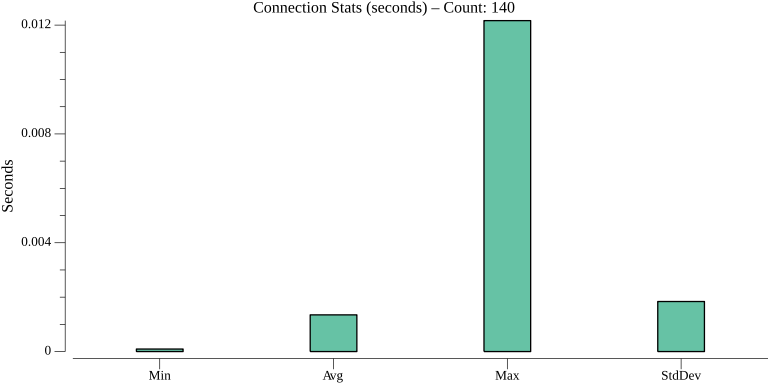 Connection Stats (seconds) – Count: 140
0.012
0.008
0.004
0
Seconds
Min Avg Max StdDev